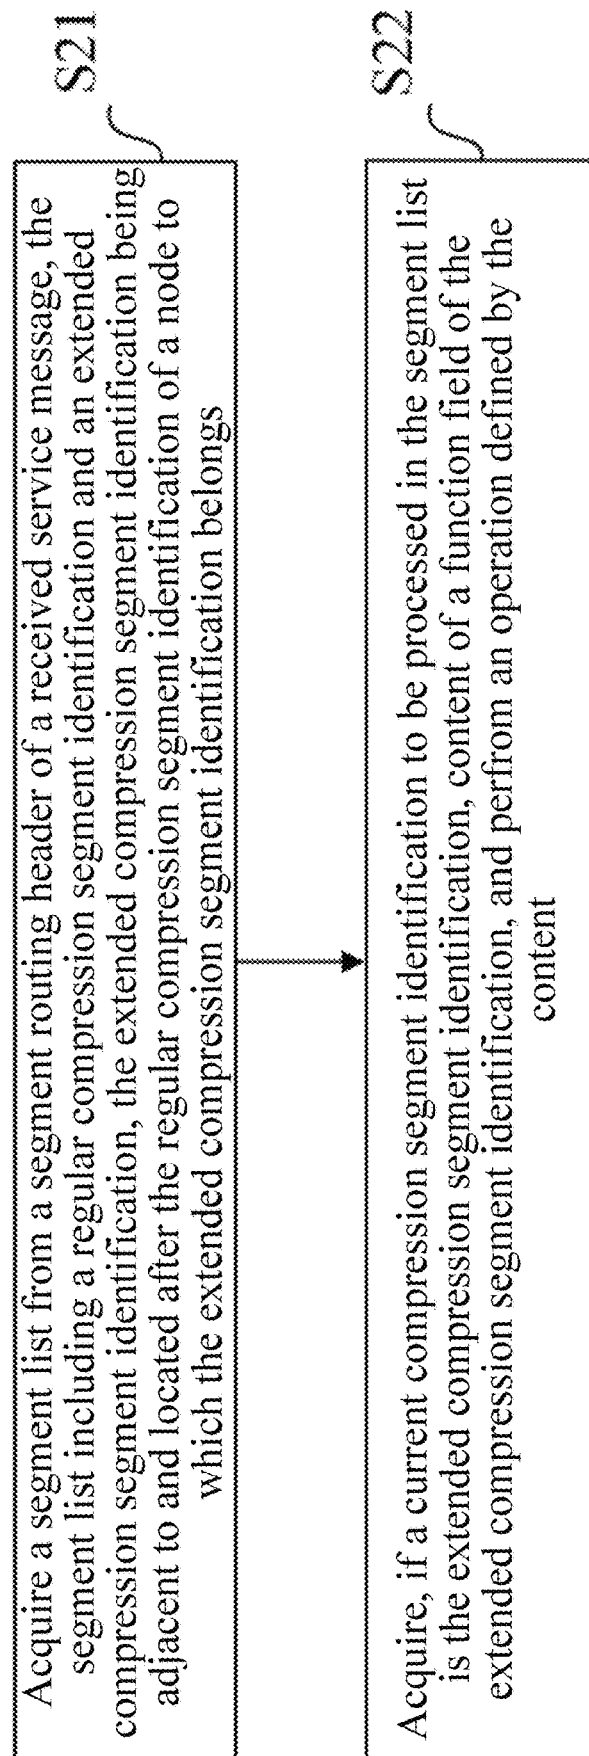 Acquire a segment list from a segment routing header of a received service message, the
segment list including a regular compression segment identification and an extended
compression segment identification, the extended compression segment identification being
adjacent to and located after the regular compression segment identification of a node to
which the extended compression segment identification belongs
S21
Acquire, if a current compression segment identification to be processed in the segment list
is the extended compression segment identification, content of a function field of the
extended compression segment identification, and perfrom an operation defined by the
content
S22